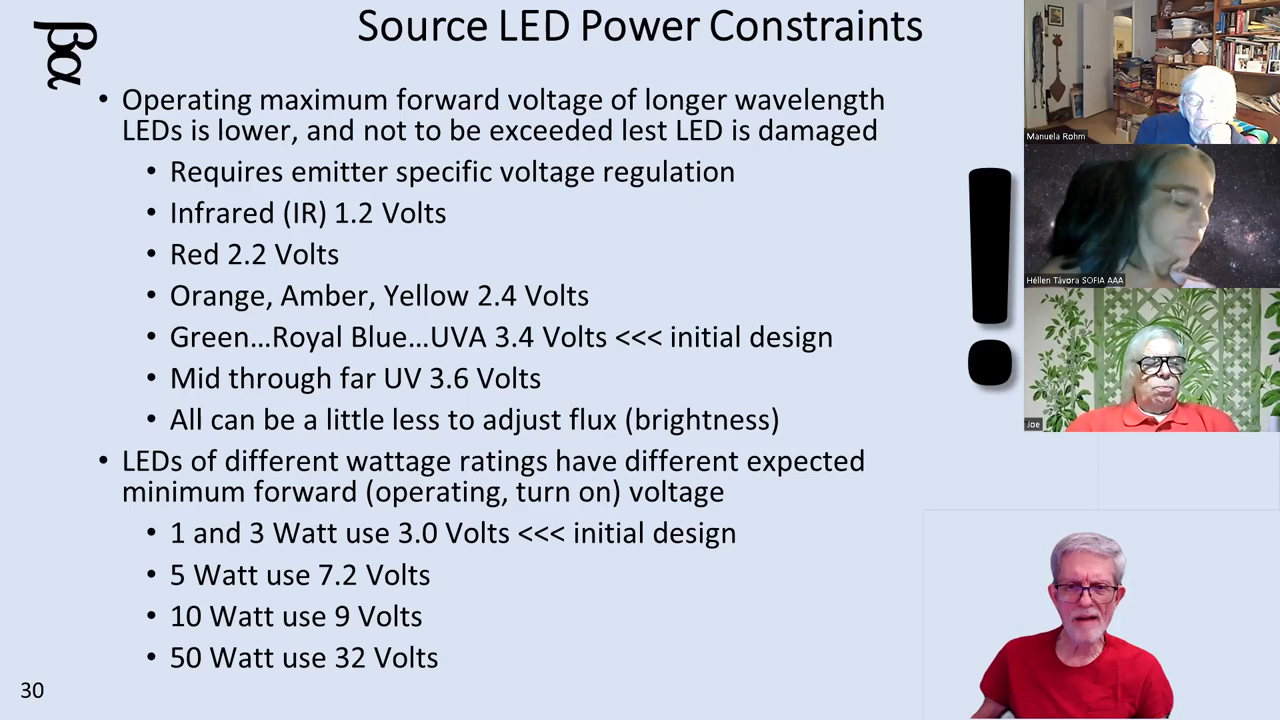 Source LED Power Constraints
βα
• Operating maximum forward voltage of longer wavelength
LEDs is lower, and not to be exceeded lest LED is damaged
• Requires emitter specific voltage regulation
• Infrared (IR) 1.2 Volts
• Red 2.2 Volts
• Orange, Amber, Yellow 2.4 Volts
• Green…Royal Blue…UVA 3.4 Volts <<< initial design
• Mid through far UV 3.6 Volts
• All can be a little less to adjust flux (brightness)
• LEDs of different wattage ratings have different expected
minimum forward (operating, turn on) voltage
• 1 and 3 Watt use 3.0 Volts <<< initial design
• 5 Watt use 7.2 Volts
• 10 Watt use 9 Volts
• 50 Watt use 32 Volts
30
!
Manuela Rohm
Héllen Távora SOFIA AAA
Joe